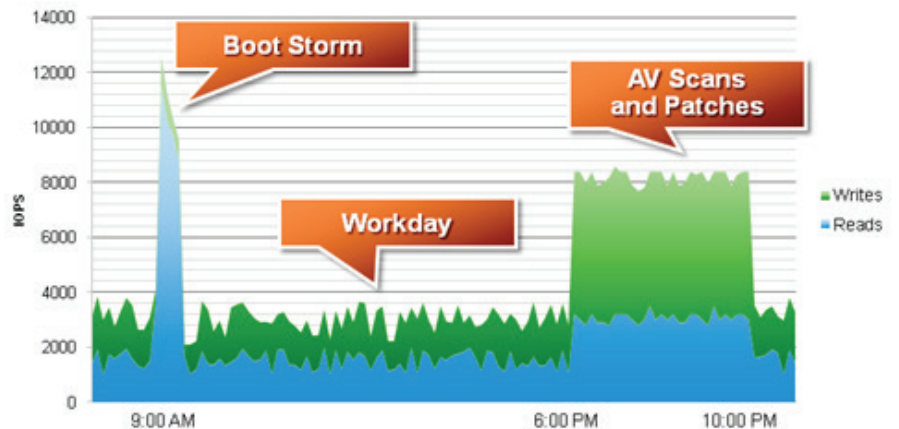 14000
12000
10000
8000
6000
4000
2000
0
IOPS
Boot Storm
AV Scans
and Patches
Workday
Writes
Reads
9:00 AM
6:00 PM
10:00 PM